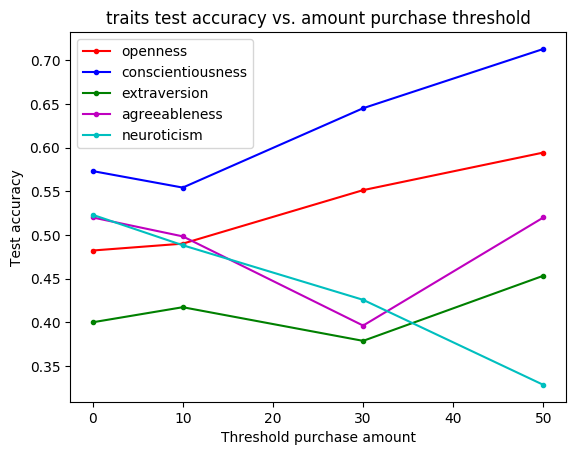 traits test accuracy vs. amount purchase threshold
openness
conscientiousness
extraversion
agreeableness
neuroticism
Test accuracy
0.70
0.65
0.60
0.55
0.50
0.45
0.40
0.35
0 10 20 30 40 50
Threshold purchase amount